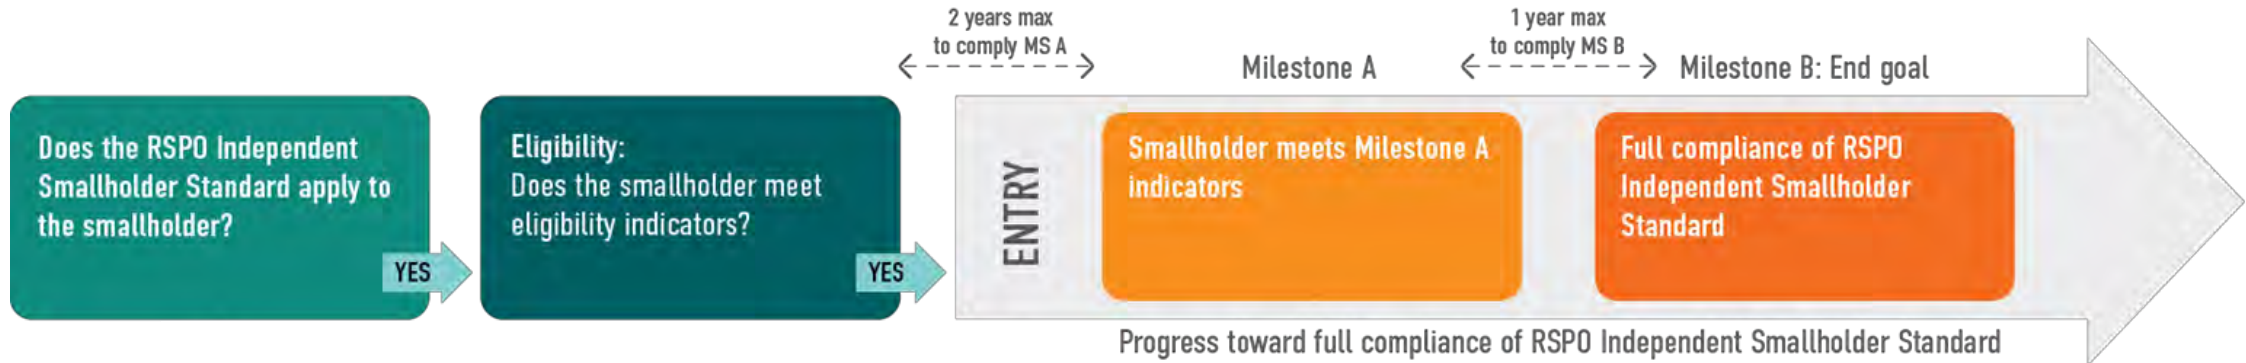 2 years max
to comply MS A
1 year max
to comply MS B
Milestone A
Milestone B: End goal
Does the RSPO Independent
Smallholder Standard apply to
the smallholder?
YES
Eligibility:
Does the smallholder meet
eligibility indicators?
YES
ENTRY
Smallholder meets Milestone A
indicators
Full compliance of RSPO
Independent Smallholder
Standard
Progress toward full compliance of RSPO Independent Smallholder Standard